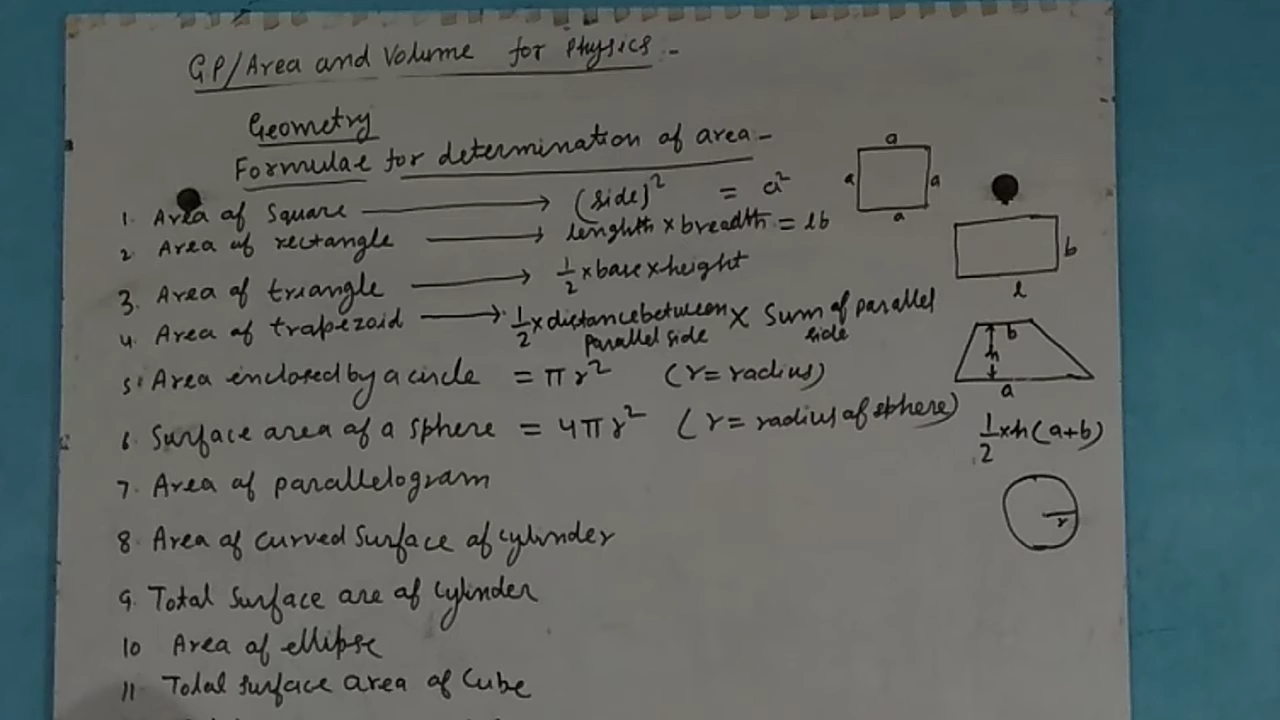 GP/Area and Volume for Physics -
Geometry
Formulae for determination of area -
1. Area of Square → (side)² = a²
2. Area of rectangle → lenghth × breadth = lb
3. Area of triangle → 1/2 × base × height
4. Area of trapezoid → 1/2 × distance between parallel side × Sum of parallel side
5. Area enclosed by a circle = πr² (r = radius)
6. Surface area of a sphere = 4πr² (r = radius of sphere)
7. Area of parallelogram
8. Area of curved Surface of cylinder
9. Total Surface are of Cylinder
10 Area of ellipse
11. Total surface area of Cube
a
a
a
a
b
l
b
h
a
1/2 × h (a+b)
r